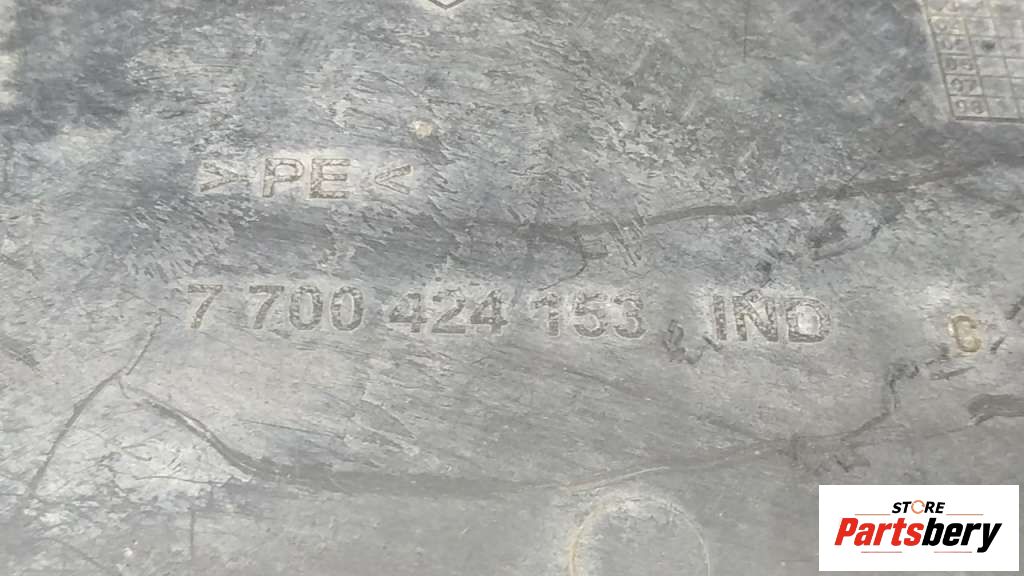 >PE<
7 700 424 153 IND C
STORE
Partsbery